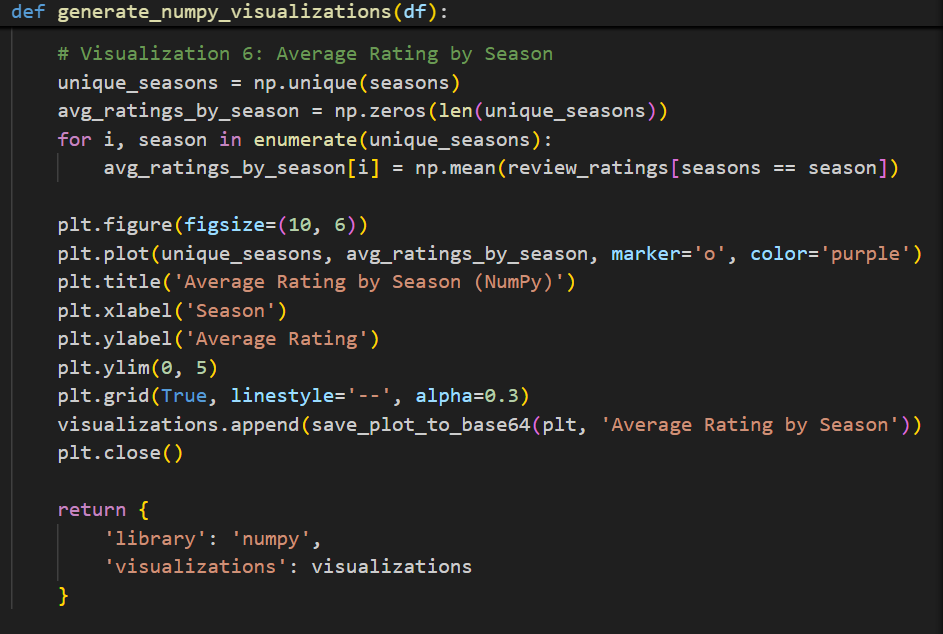 def generate_numpy_visualizations(df):
    # Visualization 6: Average Rating by Season
    unique_seasons = np.unique(seasons)
    avg_ratings_by_season = np.zeros(len(unique_seasons))
    for i, season in enumerate(unique_seasons):
        avg_ratings_by_season[i] = np.mean(review_ratings[seasons == season])
    plt.figure(figsize=(10, 6))
    plt.plot(unique_seasons, avg_ratings_by_season, marker='o', color='purple')
    plt.title('Average Rating by Season (NumPy)')
    plt.xlabel('Season')
    plt.ylabel('Average Rating')
    plt.ylim(0, 5)
    plt.grid(True, linestyle='--', alpha=0.3)
    visualizations.append(save_plot_to_base64(plt, 'Average Rating by Season'))
    plt.close()
    return {
        'library': 'numpy',
        'visualizations': visualizations
    }